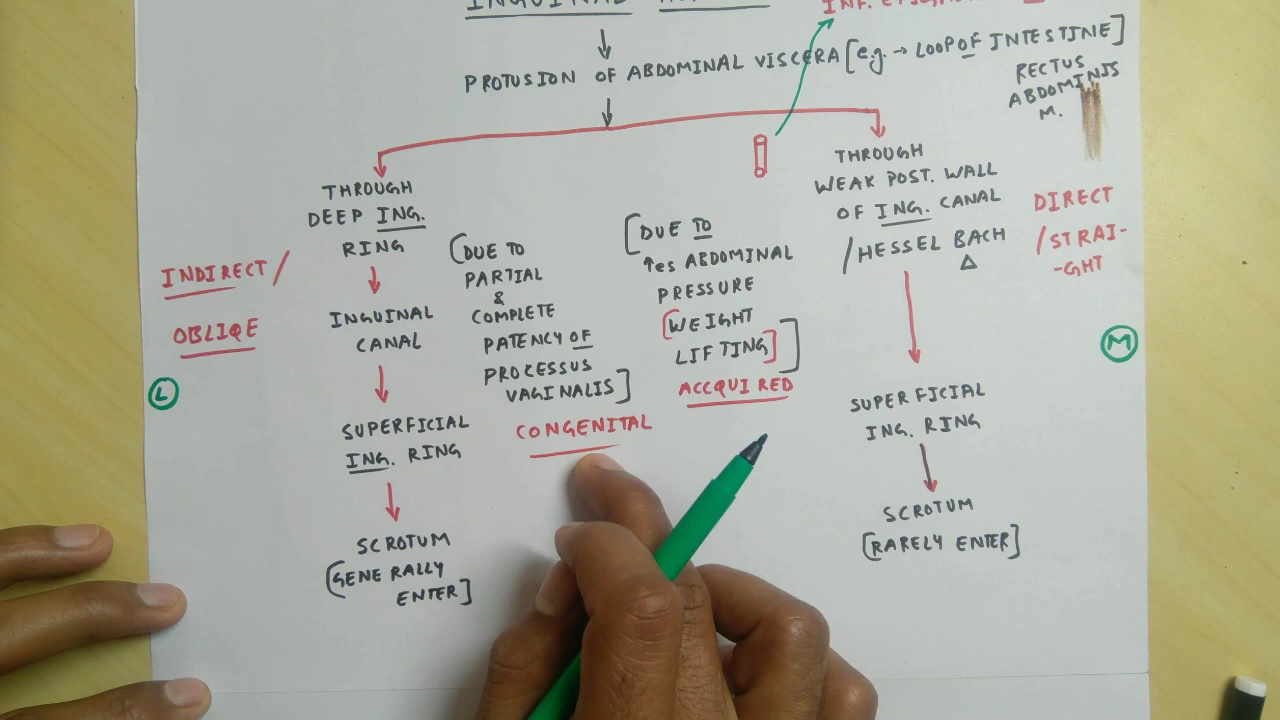 INGUINAL
INF. EPIGA
PROTUSION OF ABDOMINAL VISCERA [e.g. → LOOP OF INTESTINE]
RECTUS
ABDOMINIS
M.
THROUGH
DEEP ING.
RING
INDIRECT /
OBLIQE
L
INGUINAL
CANAL
SUPERFICIAL
ING. RING
SCROTUM
[GENERALLY
ENTER]
[DUE TO
PARTIAL
&
COMPLETE
PATENCY OF
PROCESSUS
VAGINALIS]
CONGENITAL
[DUE TO
↑es ABDOMINAL
PRESSURE
[WEIGHT
LIFTING]]
ACCQUIRED
THROUGH
WEAK POST. WALL
OF ING. CANAL
/HESSEL BACH
Δ
DIRECT
/STRAI-
-GHT
M
SUPERFICIAL
ING. RING
SCROTUM
[RARELY ENTER]